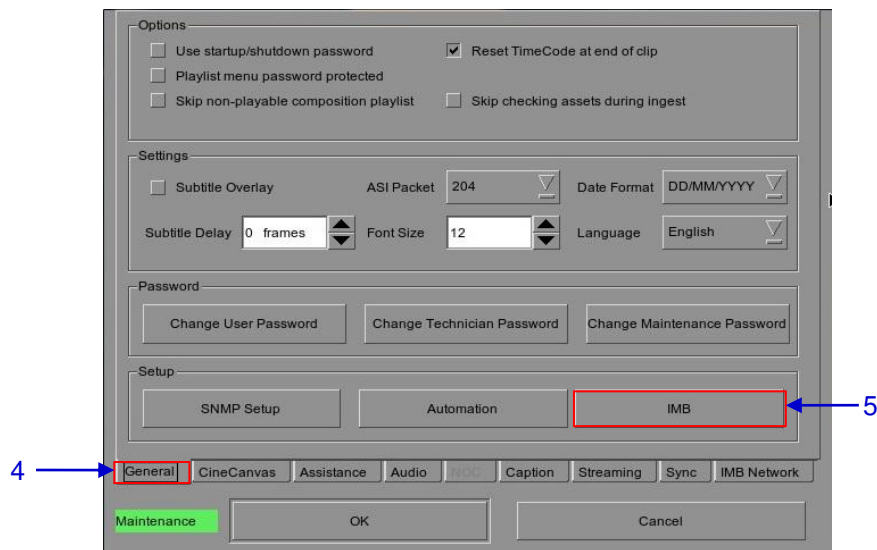 Options
Use startup/shutdown password
Reset TimeCode at end of clip
Playlist menu password protected
Skip non-playable composition playlist
Skip checking assets during ingest
Settings
Subtitle Overlay
ASI Packet
204
Date Format
DD/MM/YYYY
Subtitle Delay
0 frames
Font Size
12
Language
English
Password
Change User Password
Change Technician Password
Change Maintenance Password
Setup
SNMP Setup
Automation
IMB
5
4
General
CineCanvas
Assistance
Audio
NOC
Caption
Streaming
Sync
IMB Network
Maintenance
OK
Cancel